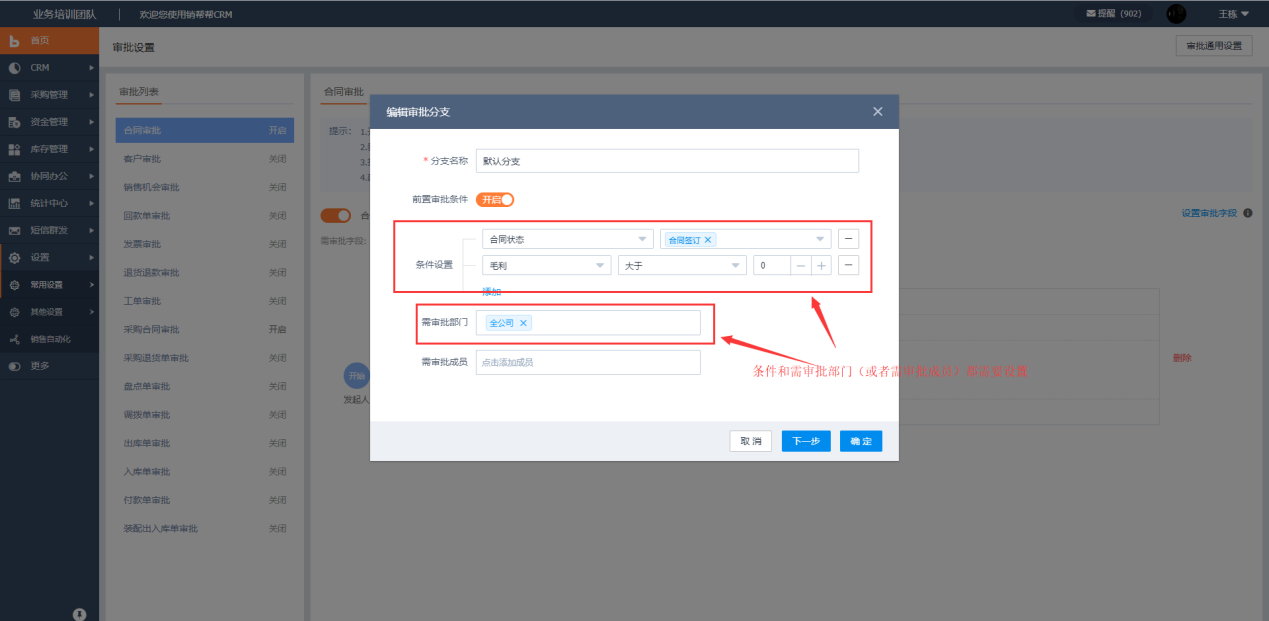 业务培训团队
欢迎您使用销帮帮CRM
提醒（902）
王栋
首页
CRM
采购管理
资金管理
库存管理
协同办公
统计中心
短信群发
设置
常用设置
其他设置
销售自动化
更多
审批设置
审批通用设置
审批列表
合同审批 开启
客户审批 关闭
销售机会审批 关闭
回款单审批 关闭
发票审批 关闭
退货退款审批 关闭
工单审批 关闭
采购合同审批 开启
采购退货单审批 关闭
盘点单审批 关闭
调拨单审批 关闭
出库单审批 关闭
入库单审批 关闭
付款单审批 关闭
装配出入库单审批 关闭
合同审批
提示：
设置审批字段
需审批字段:
开始
发起人
删除
编辑审批分支
* 分支名称 默认分支
前置审批条件 开启
条件设置
合同状态 合同签订
毛利 大于 0
添加
需审批部门 全公司
需审批成员 点击添加成员
条件和需审批部门（或者需审批成员）都需要设置
取 消 下一步 确 定